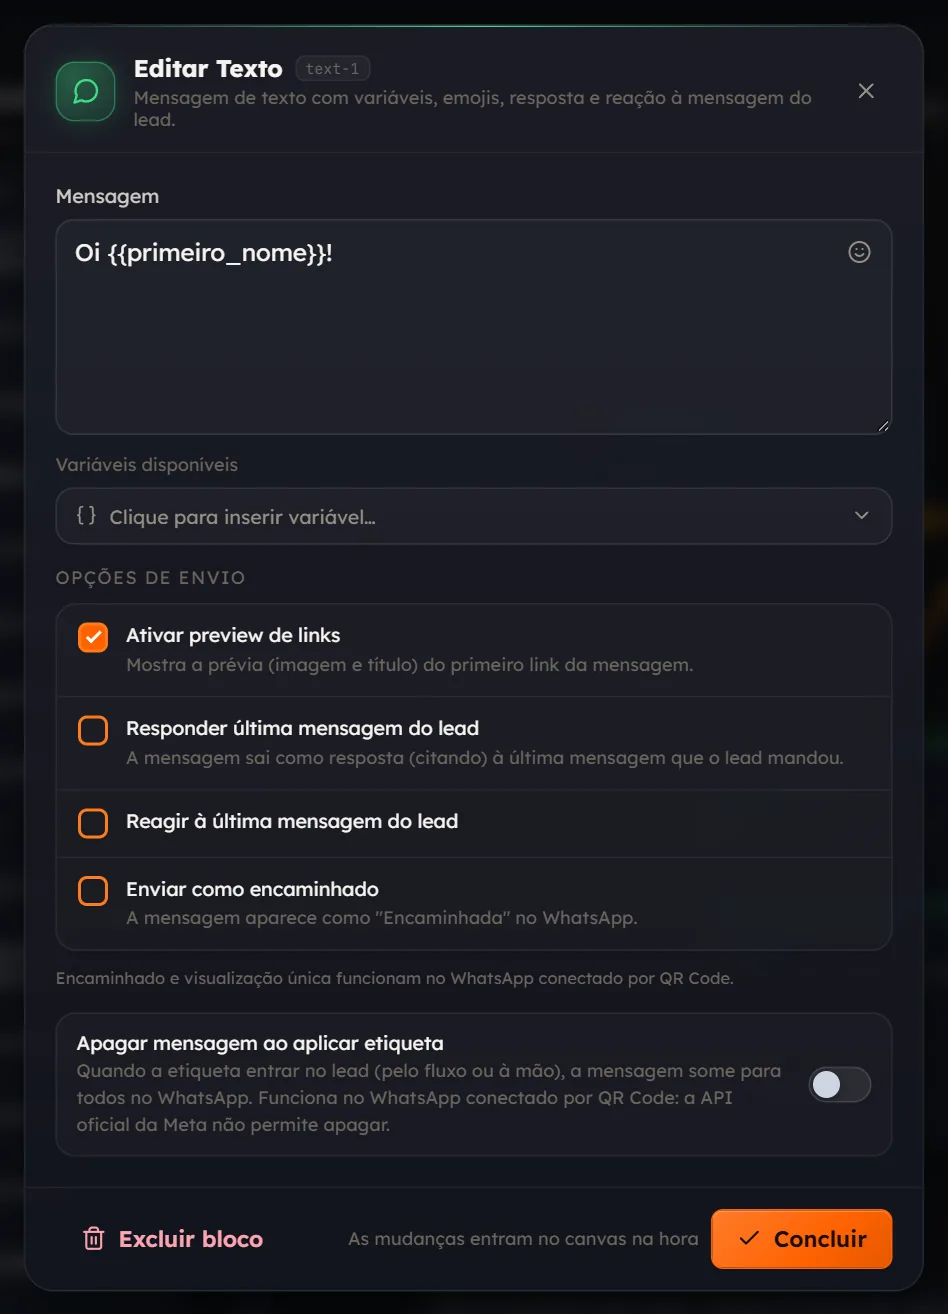 Editar Texto text-1
Mensagem de texto com variáveis, emojis, resposta e reação à mensagem do
lead.
Mensagem
Oi {{primeiro_nome}}!
Variáveis disponíveis
{} Clique para inserir variável...
OPÇÕES DE ENVIO
Ativar preview de links
Mostra a prévia (imagem e título) do primeiro link da mensagem.
Responder última mensagem do lead
A mensagem sai como resposta (citando) à última mensagem que o lead mandou.
Reagir à última mensagem do lead
Enviar como encaminhado
A mensagem aparece como "Encaminhada" no WhatsApp.
Encaminhado e visualização única funcionam no WhatsApp conectado por QR Code.
Apagar mensagem ao aplicar etiqueta
Quando a etiqueta entrar no lead (pelo fluxo ou à mão), a mensagem some para
todos no WhatsApp. Funciona no WhatsApp conectado por QR Code: a API
oficial da Meta não permite apagar.
Excluir bloco As mudanças entram no canvas na hora Concluir